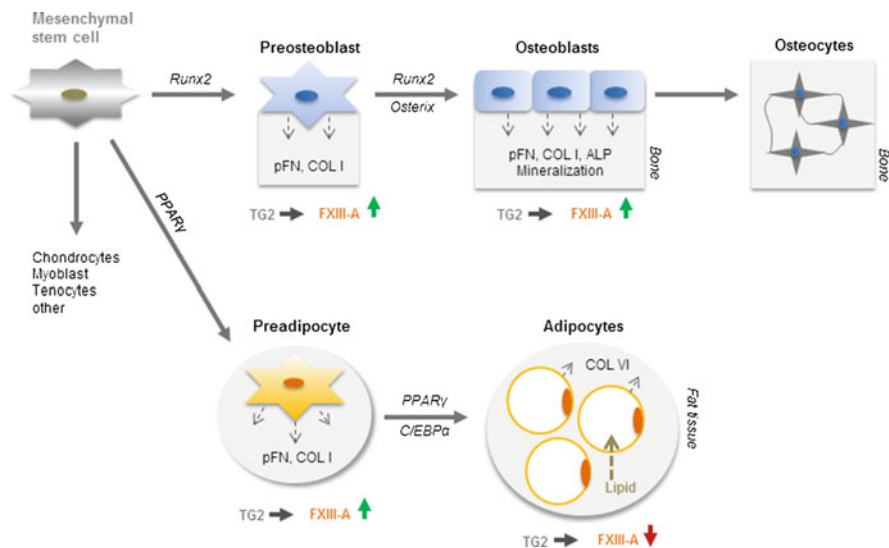 Mesenchymal
stem cell
Runx2
Preosteoblast
pFN, COL I
TG2 FXIII-A
Runx2
Osterix
Osteoblasts
pFN, COL I, ALP
Mineralization
Bone
TG2 FXIII-A
Osteocytes
Bone
PPARγ
Chondrocytes
Myoblast
Tenocytes
other
Preadipocyte
pFN, COL I
TG2 FXIII-A
PPARγ
C/EBPα
Adipocytes
COL VI
Lipid
Fat tissue
TG2 FXIII-A